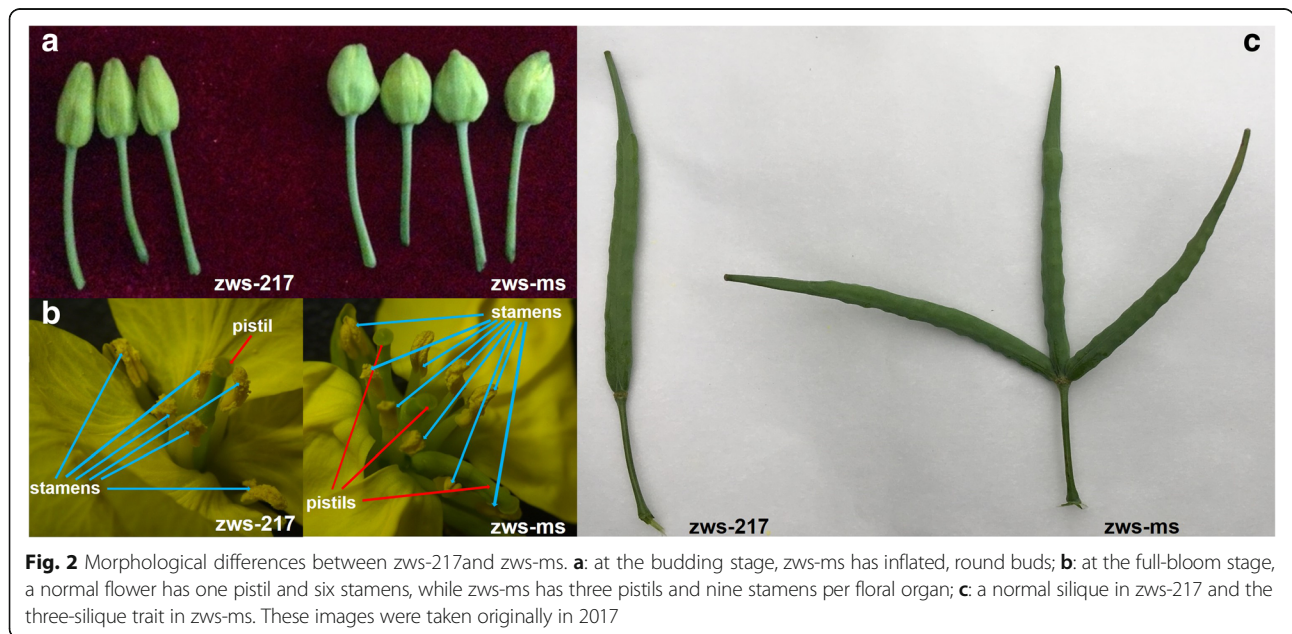 a
zws-217
zws-ms
b
pistil
stamens
zws-217
stamens
pistils
zws-ms
c
zws-217
zws-ms
Fig. 2 Morphological differences between zws-217and zws-ms. a: at the budding stage, zws-ms has inflated, round buds; b: at the full-bloom stage,
a normal flower has one pistil and six stamens, while zws-ms has three pistils and nine stamens per floral organ; c: a normal silique in zws-217 and the
three-silique trait in zws-ms. These images were taken originally in 2017